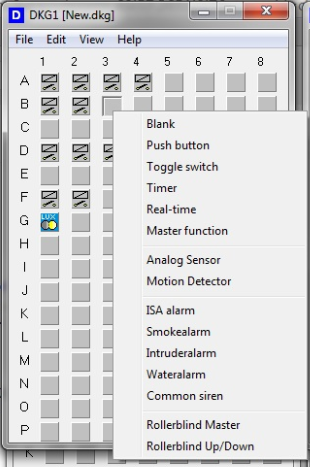 D DKG1 [New.dkg]
File Edit View Help
1 2 3 4 5 6 7 8
A
B
C
D
E
F
G LUX
H
I
J
K
L
M
N
O
P
K
Blank
Push button
Toggle switch
Timer
Real-time
Master function
Analog Sensor
Motion Detector
ISA alarm
Smokealarm
Intruderalarm
Wateralarm
Common siren
Rollerblind Master
Rollerblind Up/Down